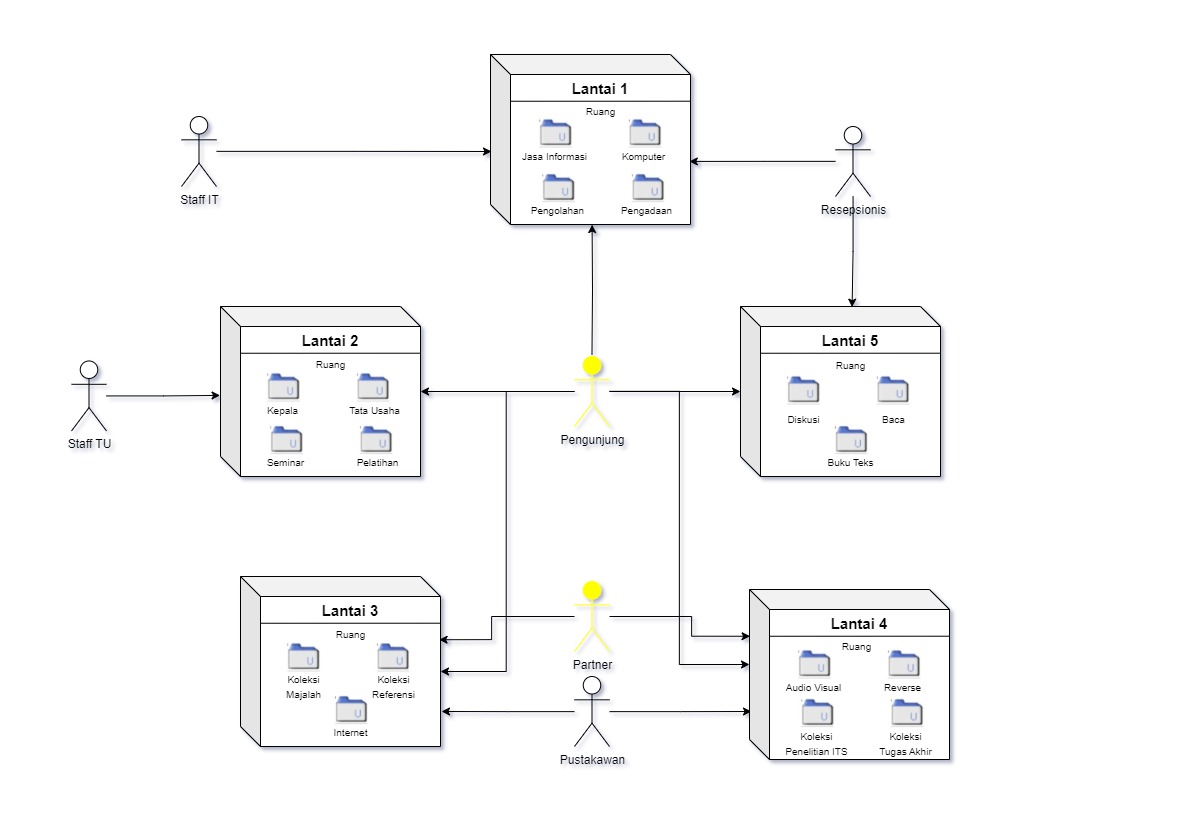 Lantai 1
Ruang
Jasa Informasi
Komputer
Pengolahan
Pengadaan
Staff IT
Resepsionis
Lantai 2
Ruang
Kepala
Tata Usaha
Seminar
Pelatihan
Staff TU
Pengunjung
Lantai 5
Ruang
Diskusi
Baca
Buku Teks
Lantai 3
Ruang
Koleksi
Majalah
Koleksi
Referensi
Internet
Partner
Pustakawan
Lantai 4
Ruang
Audio Visual
Reverse
Koleksi
Penelitian ITS
Koleksi
Tugas Akhir